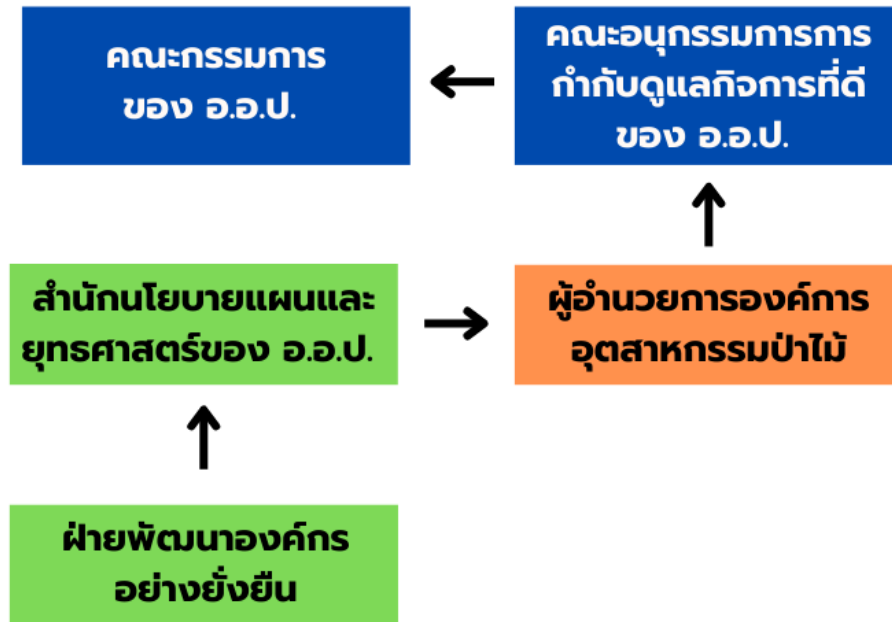 คณะกรรมการ
ของ อ.อ.ป.
คณะอนุกรรมการการ
กำกับดูแลกิจการที่ดี
ของ อ.อ.ป.
สำนักนโยบายแผนและ
ยุทธศาสตร์ของ อ.อ.ป.
ผู้อำนวยการองค์การ
อุตสาหกรรมป่าไม้
ฝ่ายพัฒนาองค์กร
อย่างยั่งยืน